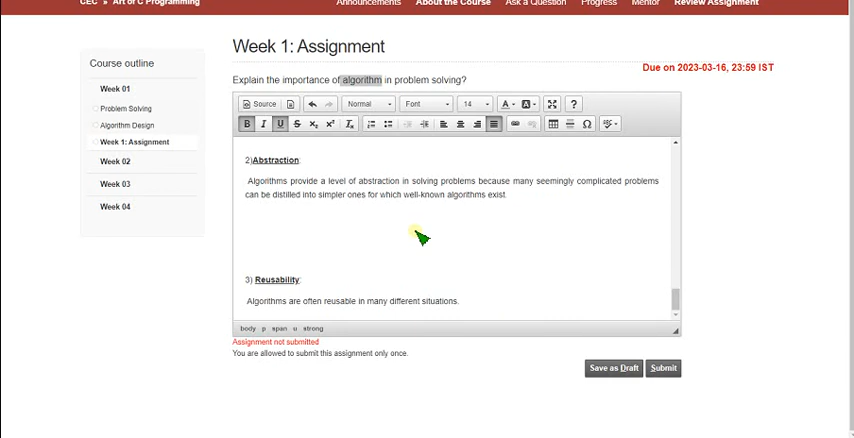 CEC » Art of C Programming
Announcements About the Course Ask a Question Progress Mentor Review Assignment
Course outline
Week 01
Problem Solving
Algorithm Design
Week 1: Assignment
Week 02
Week 03
Week 04
Week 1: Assignment
Due on 2023-03-16, 23:59 IST
Explain the importance of algorithm in problem solving?
Source Normal Font 14 A A ?
B I U S x₂ x² Tx Ω
2)Abstraction:
Algorithms provide a level of abstraction in solving problems because many seemingly complicated problems
can be distilled into simpler ones for which well-known algorithms exist.
3) Reusability:
Algorithms are often reusable in many different situations.
body p span u strong
Assignment not submitted
You are allowed to submit this assignment only once.
Save as Draft Submit